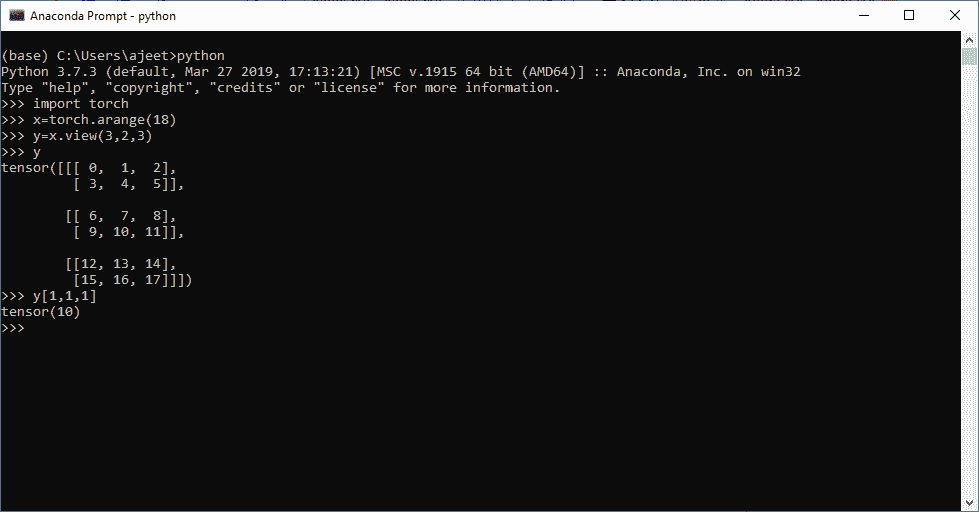 Anaconda Prompt - python
(base) C:\Users\ajeet>python
Python 3.7.3 (default, Mar 27 2019, 17:13:21) [MSC v.1915 64 bit (AMD64)] :: Anaconda, Inc. on win32
Type "help", "copyright", "credits" or "license" for more information.
>>> import torch
>>> x=torch.arange(18)
>>> y=x.view(3,2,3)
>>> y
tensor([[[ 0,  1,  2],
         [ 3,  4,  5]],

        [[ 6,  7,  8],
         [ 9, 10, 11]],

        [[12, 13, 14],
         [15, 16, 17]]])
>>> y[1,1,1]
tensor(10)
>>>